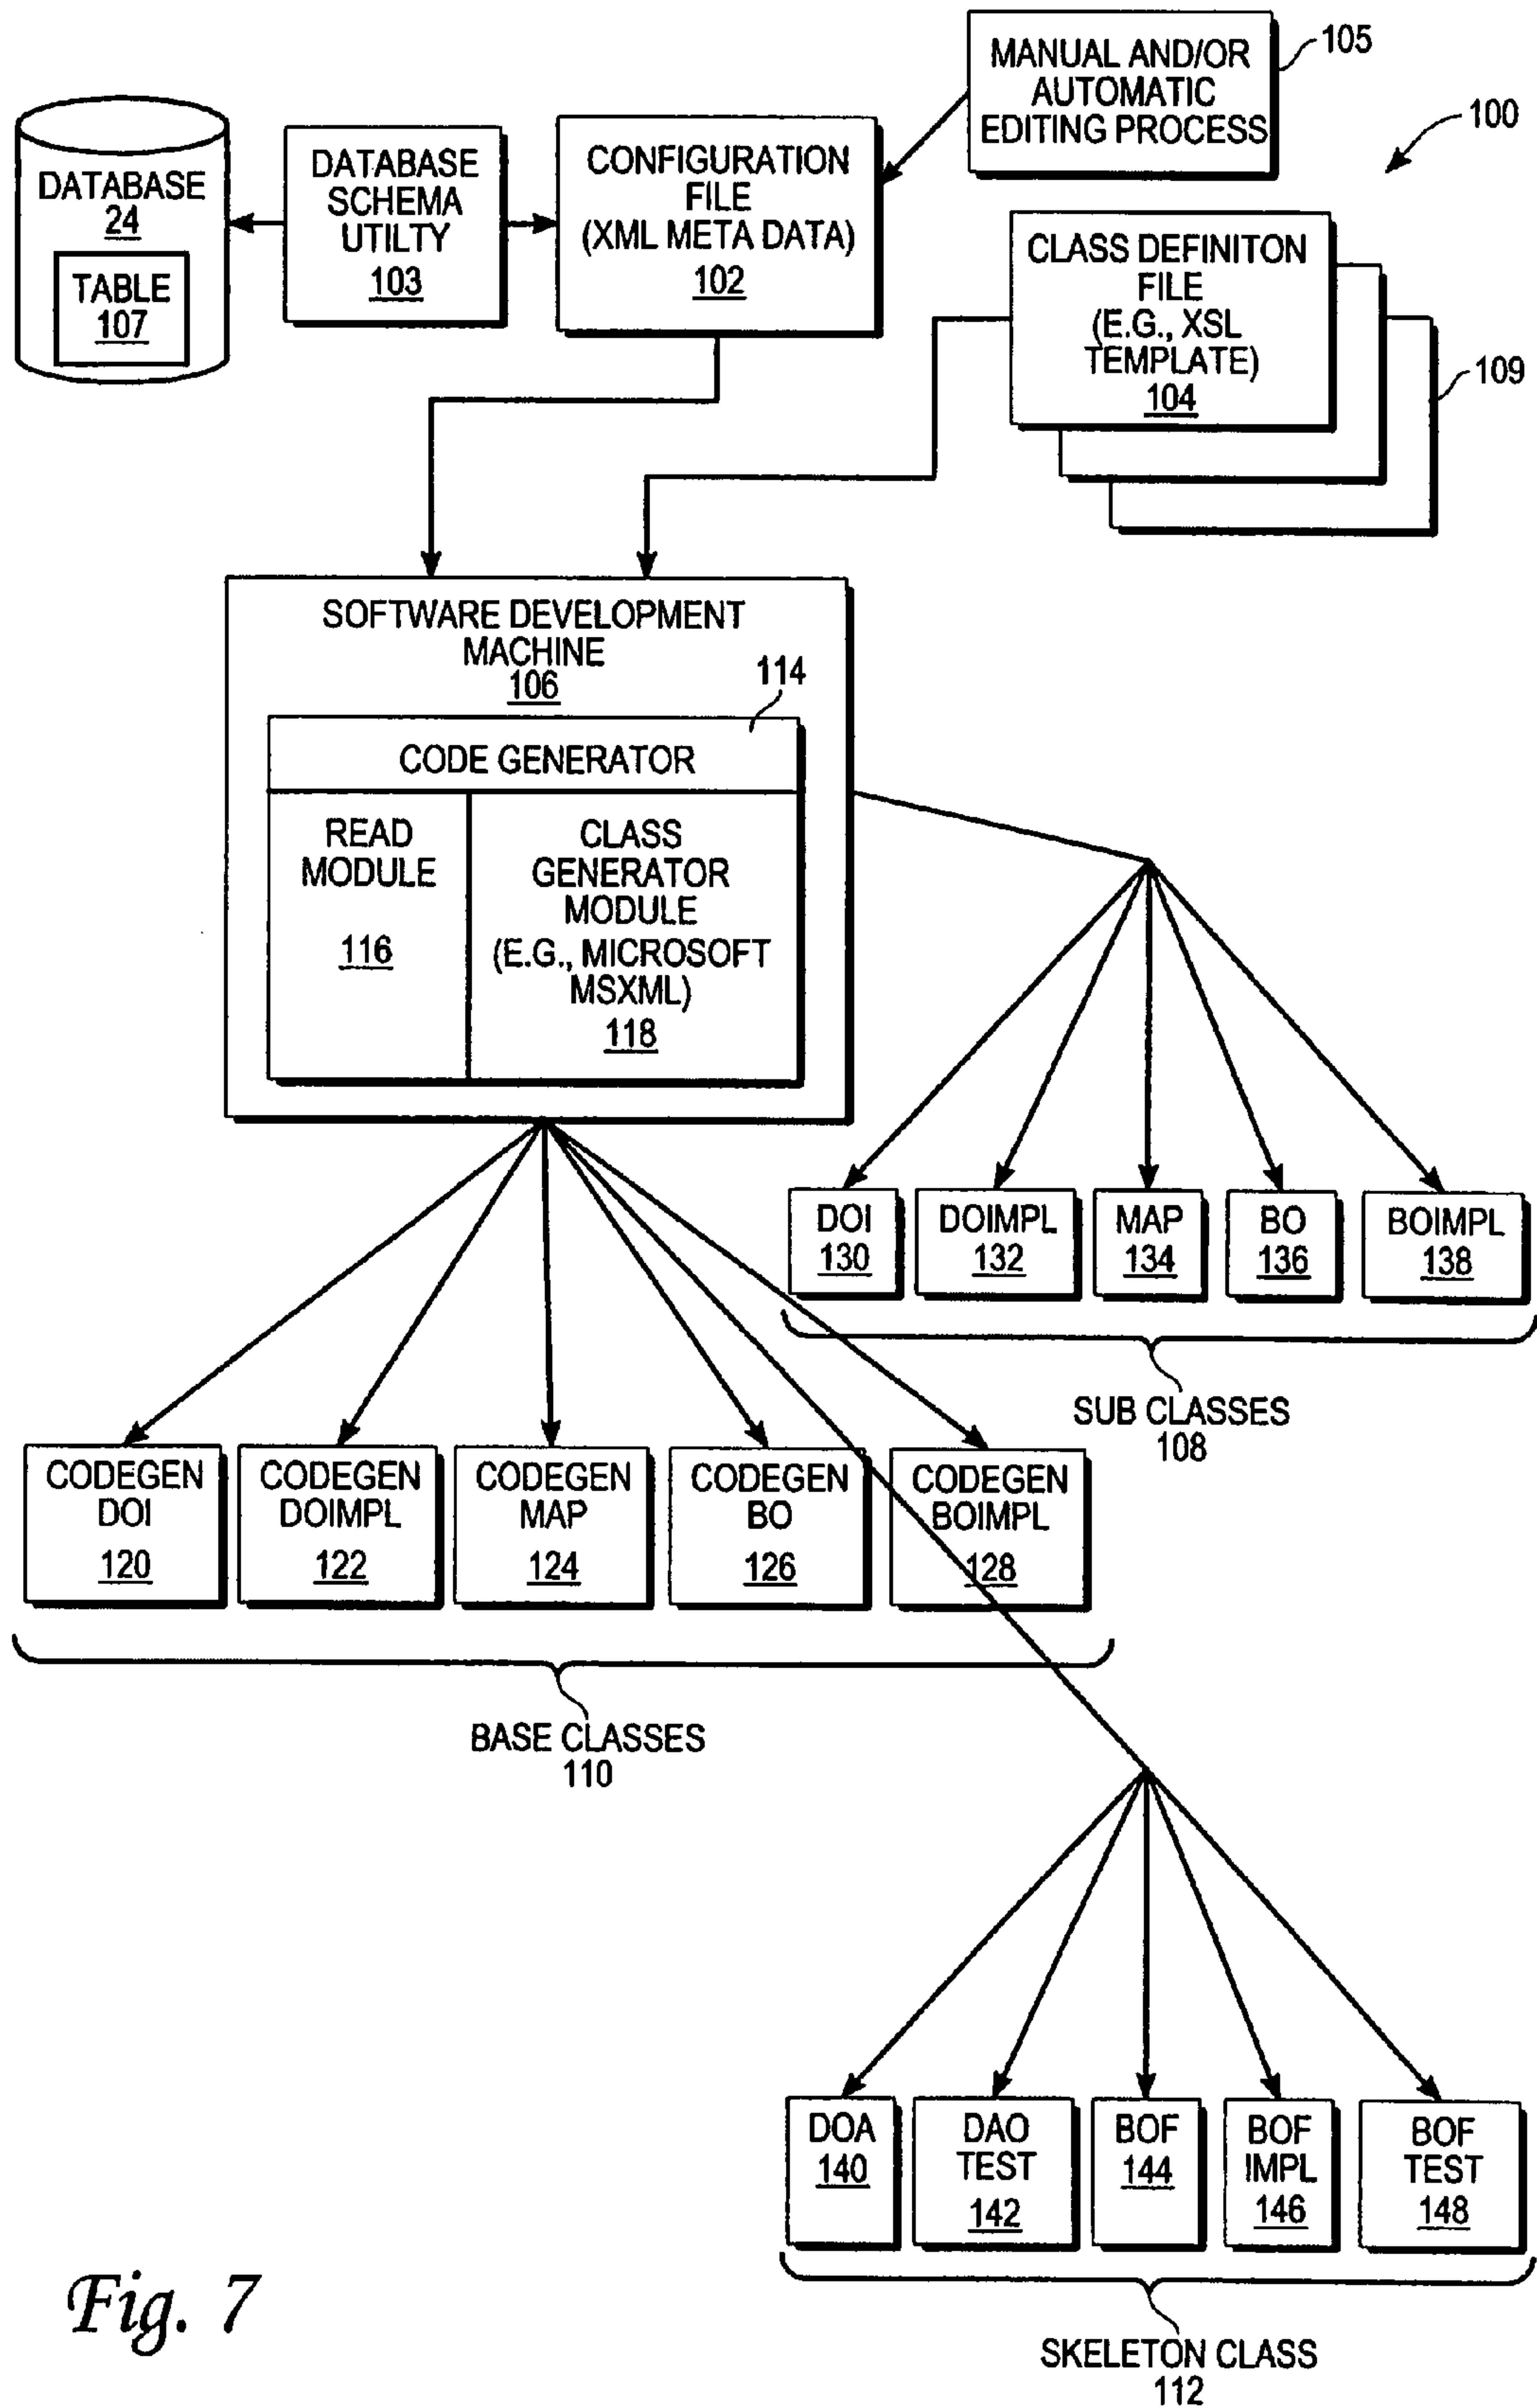 MANUAL AND/OR
AUTOMATIC
EDITING PROCESS
105
100
DATABASE
24
TABLE
107
DATABASE
SCHEMA
UTILTY
103
CONFIGURATION
FILE
(XML META DATA)
102
CLASS DEFINITON
FILE
(E.G., XSL
TEMPLATE)
104
109
SOFTWARE DEVELOPMENT
MACHINE
106
114
CODE GENERATOR
READ
MODULE
116
CLASS
GENERATOR
MODULE
(E.G., MICROSOFT
MSXML)
118
DOI
130
DOIMPL
132
MAP
134
BO
136
BOIMPL
138
SUB CLASSES
108
CODEGEN
DOI
120
CODEGEN
DOIMPL
122
CODEGEN
MAP
124
CODEGEN
BO
126
CODEGEN
BOIMPL
128
BASE CLASSES
110
DOA
140
DAO
TEST
142
BOF
144
BOF
IMPL
146
BOF
TEST
148
SKELETON CLASS
112
Fig. 7